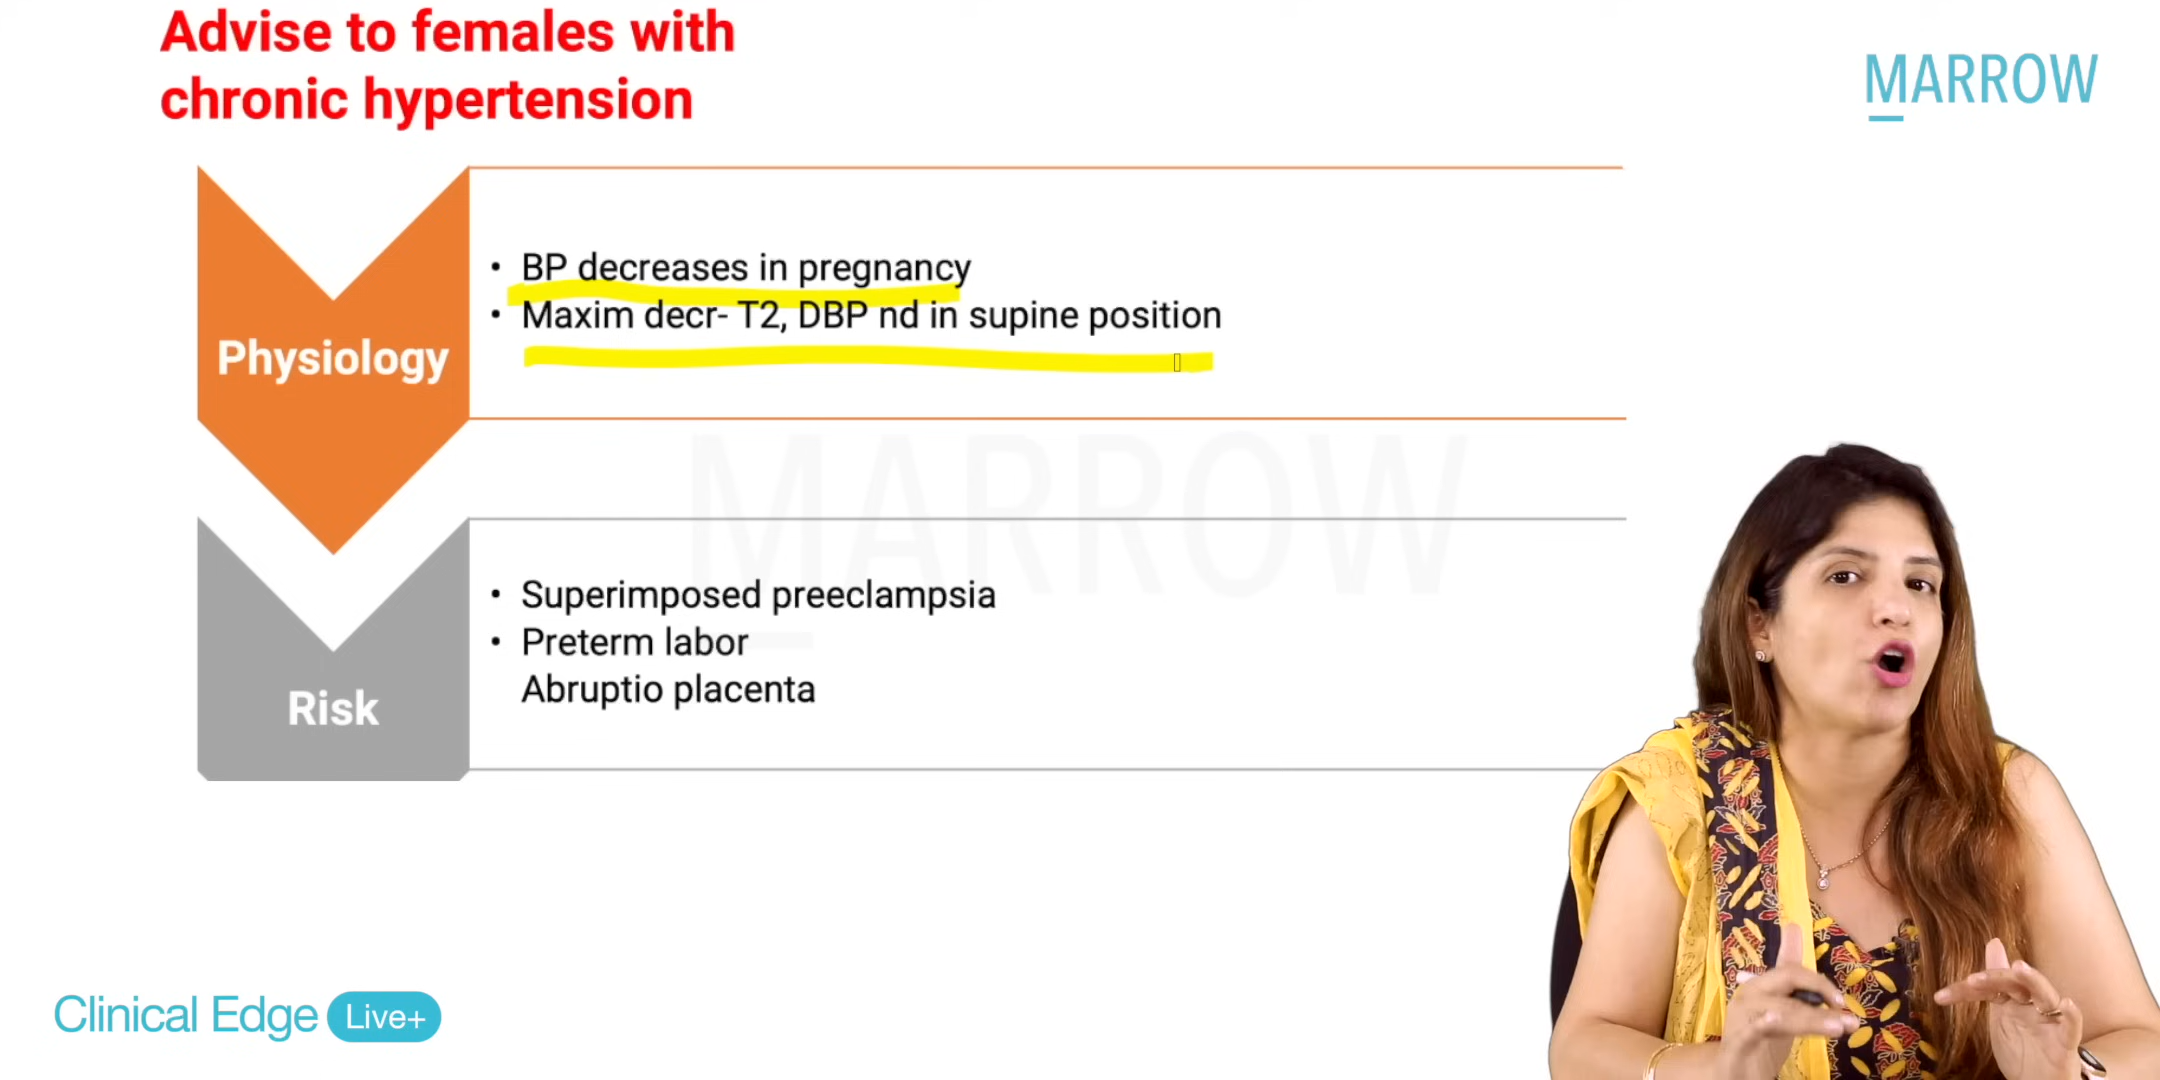 Advise to females with
chronic hypertension
MARROW
Physiology
• BP decreases in pregnancy
• Maxim decr- T2, DBP nd in supine position
MARROW
Risk
• Superimposed preeclampsia
• Preterm labor
Abruptio placenta
Clinical Edge Live+